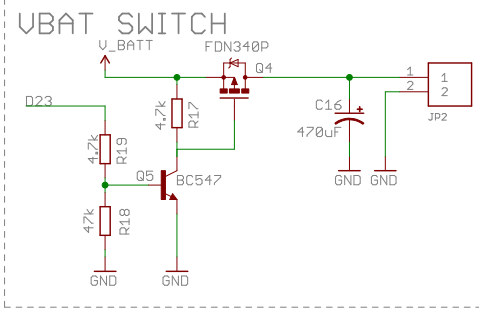 VBAT SWITCH
V_BATT
FDN340P
Q4
D23
4.7k
R17
C16
+
470uF
1
2
1
2
JP2
4.7k
R19
Q5
BC547
47k
R18
GND
GND
GND
GND